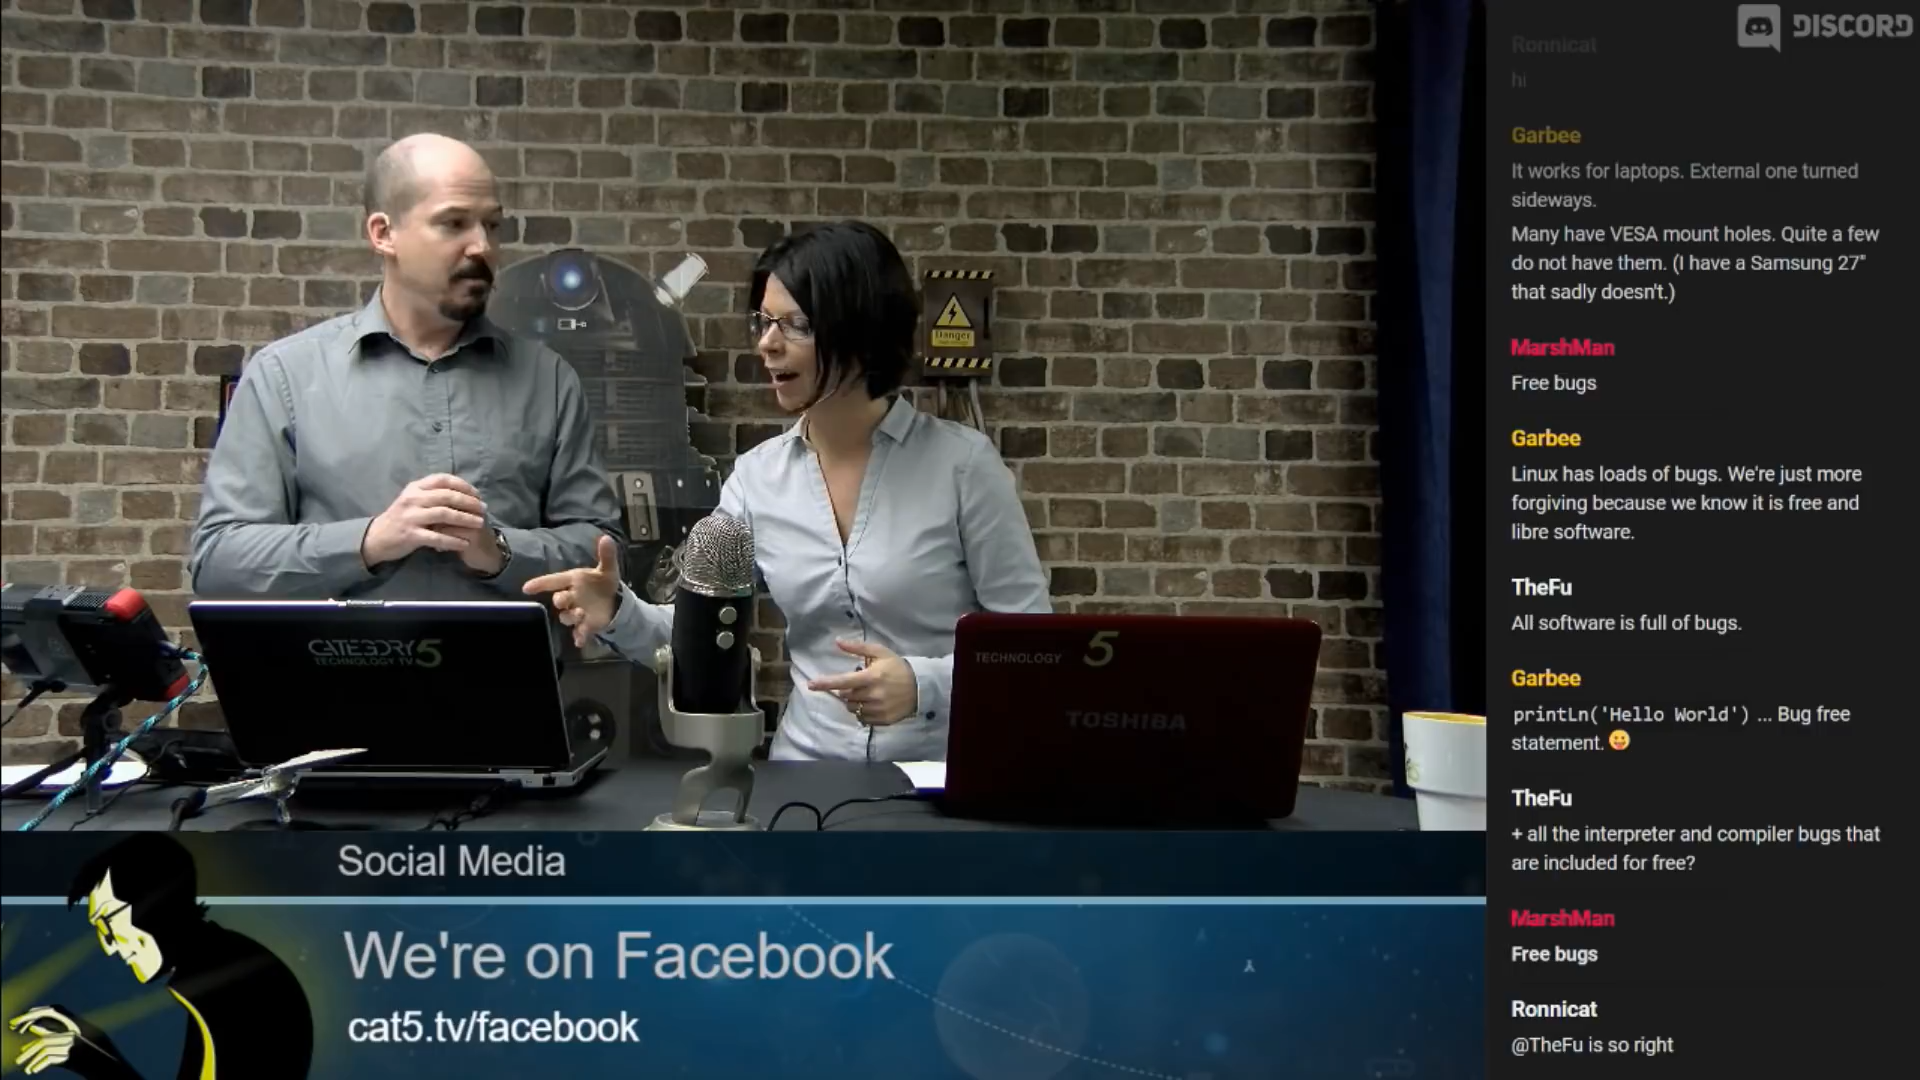 DISCORD
Ronnicat
hi
Garbee
It works for laptops. External one turned
sideways.
Many have VESA mount holes. Quite a few
do not have them. (I have a Samsung 27"
that sadly doesn't.)
MarshMan
Free bugs
Garbee
Linux has loads of bugs. We're just more
forgiving because we know it is free and
libre software.
TheFu
All software is full of bugs.
Garbee
printLn('Hello World') ... Bug free
statement. 😛
TheFu
+ all the interpreter and compiler bugs that
are included for free?
MarshMan
Free bugs
Ronnicat
@TheFu is so right
Danger
CATEGORY 5
TECHNOLOGY TV
TECHNOLOGY 5
TOSHIBA
Social Media
We're on Facebook
cat5.tv/facebook